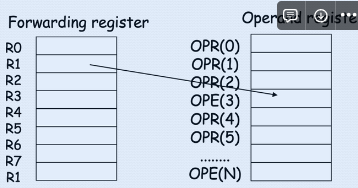 Forwarding register
R0
R1
R2
R3
R4
R5
R6
R7
R1
OPR(0)
OPR(1)
OPR(2)
OPE(3)
OPR(4)
OPR(5)
........
OPE(N)